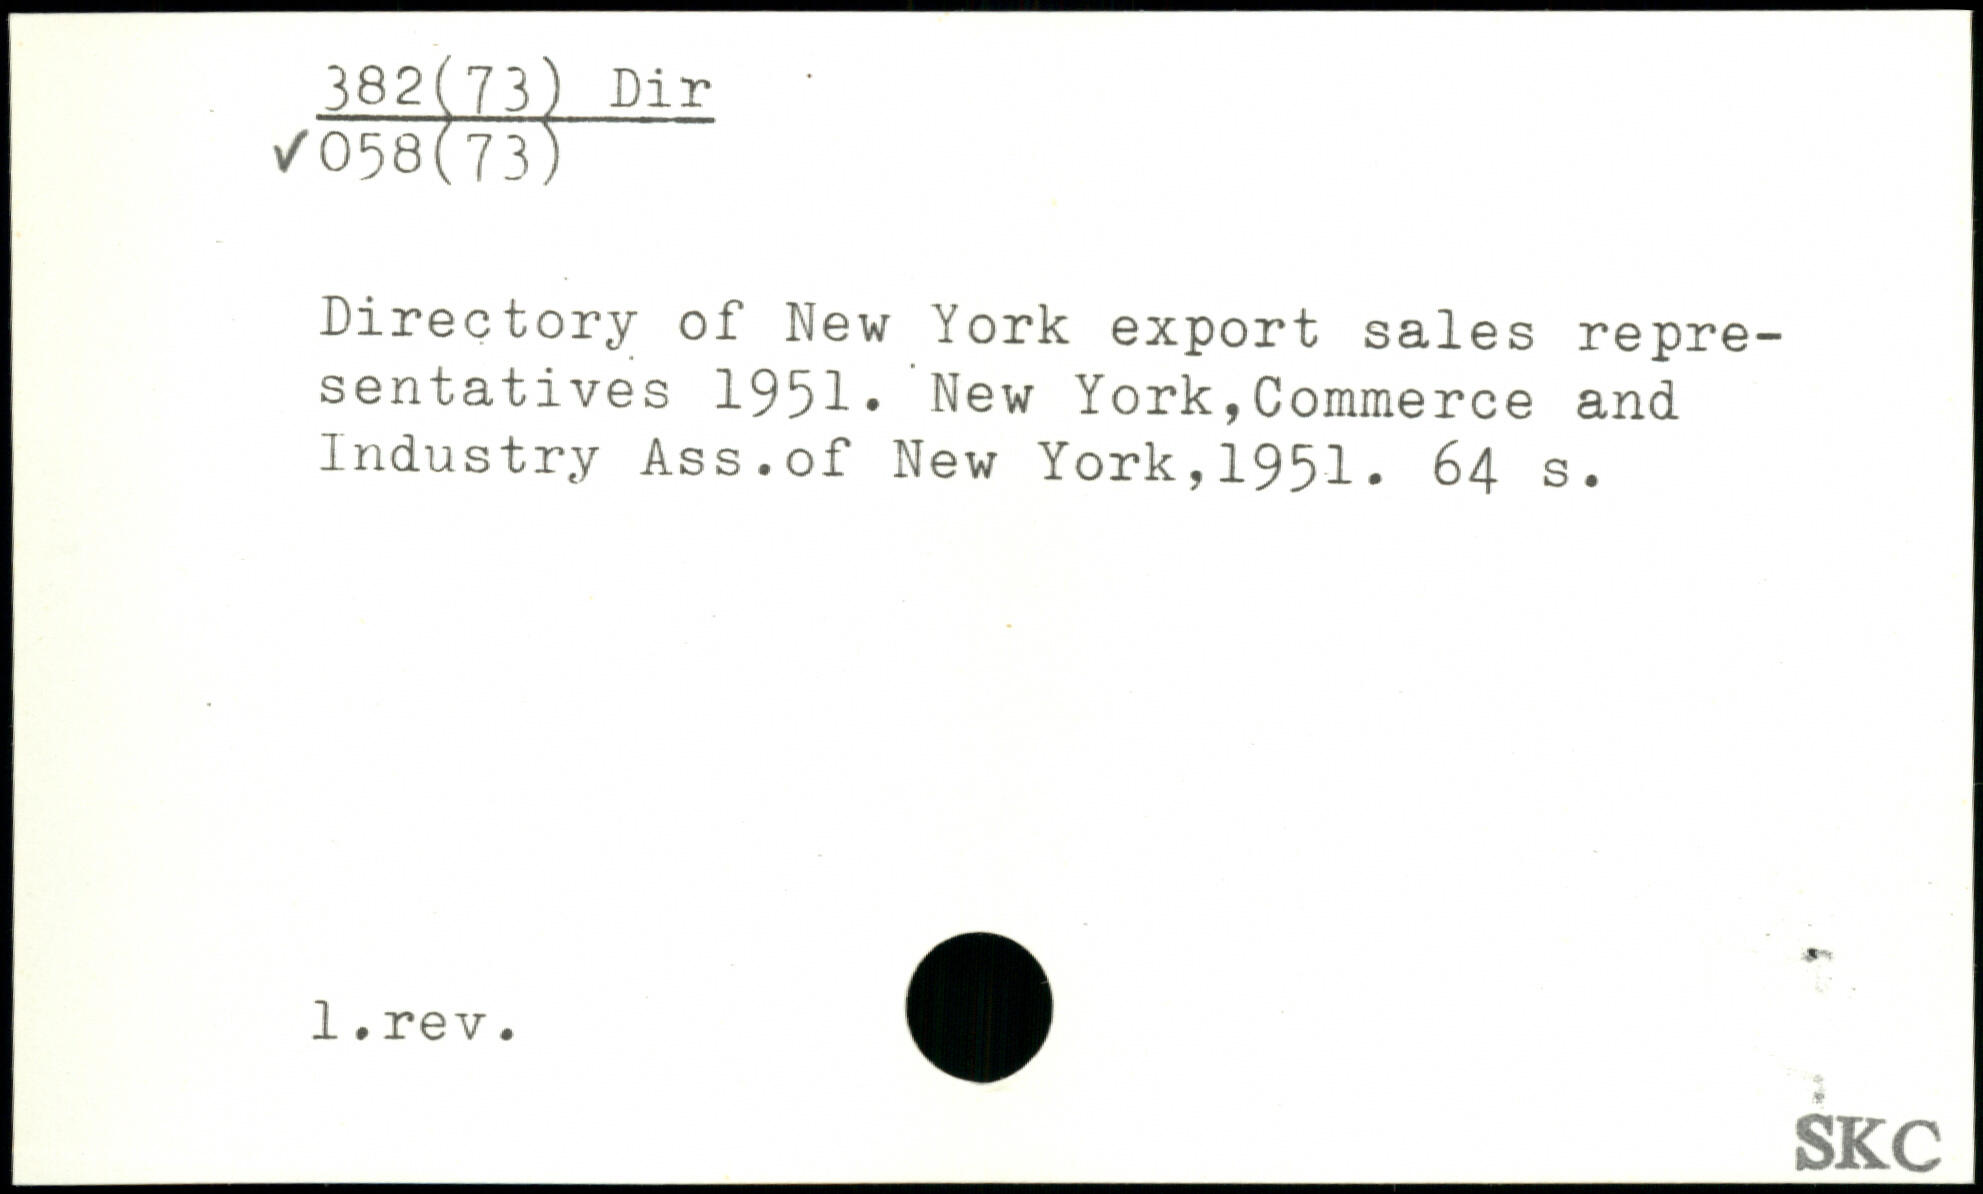 382(73) Dir
✓058(73)
Directory of New York export sales repre-
sentatives 1951. New York,Commerce and
Industry Ass.of New York,1951. 64 s.
1.rev.
SKC